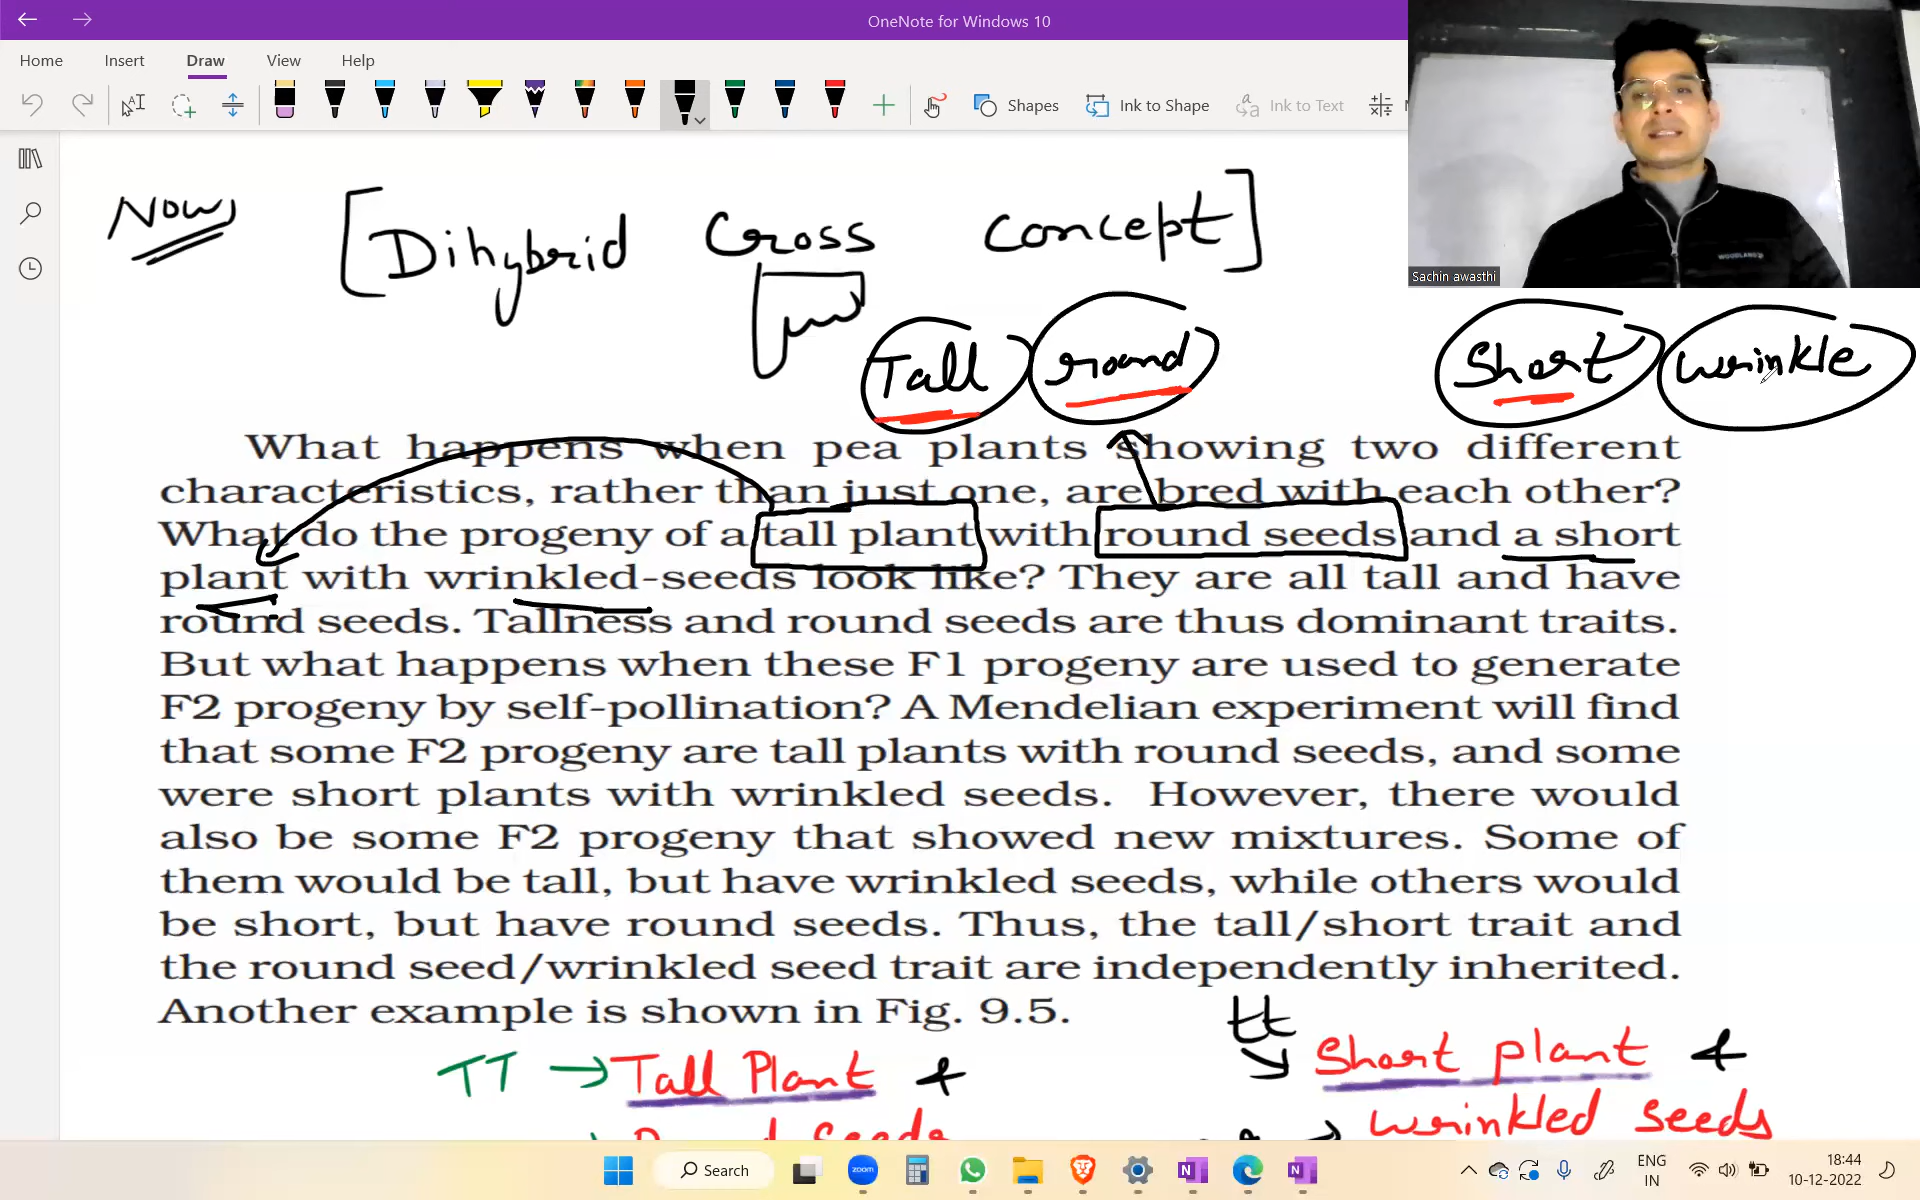 OneNote for Windows 10
Home Insert Draw View Help
Shapes Ink to Shape Ink to Text
Sachin awasthi
Now,
[Dihybrid Cross Concept]
Tall round Short wrinkle
What happens when pea plants showing two different
characteristics, rather than just one, are bred with each other?
What do the progeny of a tall plant with round seeds and a short
plant with wrinkled-seeds look like? They are all tall and have
round seeds. Tallness and round seeds are thus dominant traits.
But what happens when these F1 progeny are used to generate
F2 progeny by self-pollination? A Mendelian experiment will find
that some F2 progeny are tall plants with round seeds, and some
were short plants with wrinkled seeds. However, there would
also be some F2 progeny that showed new mixtures. Some of
them would be tall, but have wrinkled seeds, while others would
be short, but have round seeds. Thus, the tall/short trait and
the round seed/wrinkled seed trait are independently inherited.
Another example is shown in Fig. 9.5.
tt
TT → Tall Plant +
Short plant +
wrinkled seeds
Search
zoom
ENG
IN
18:44
10-12-2022